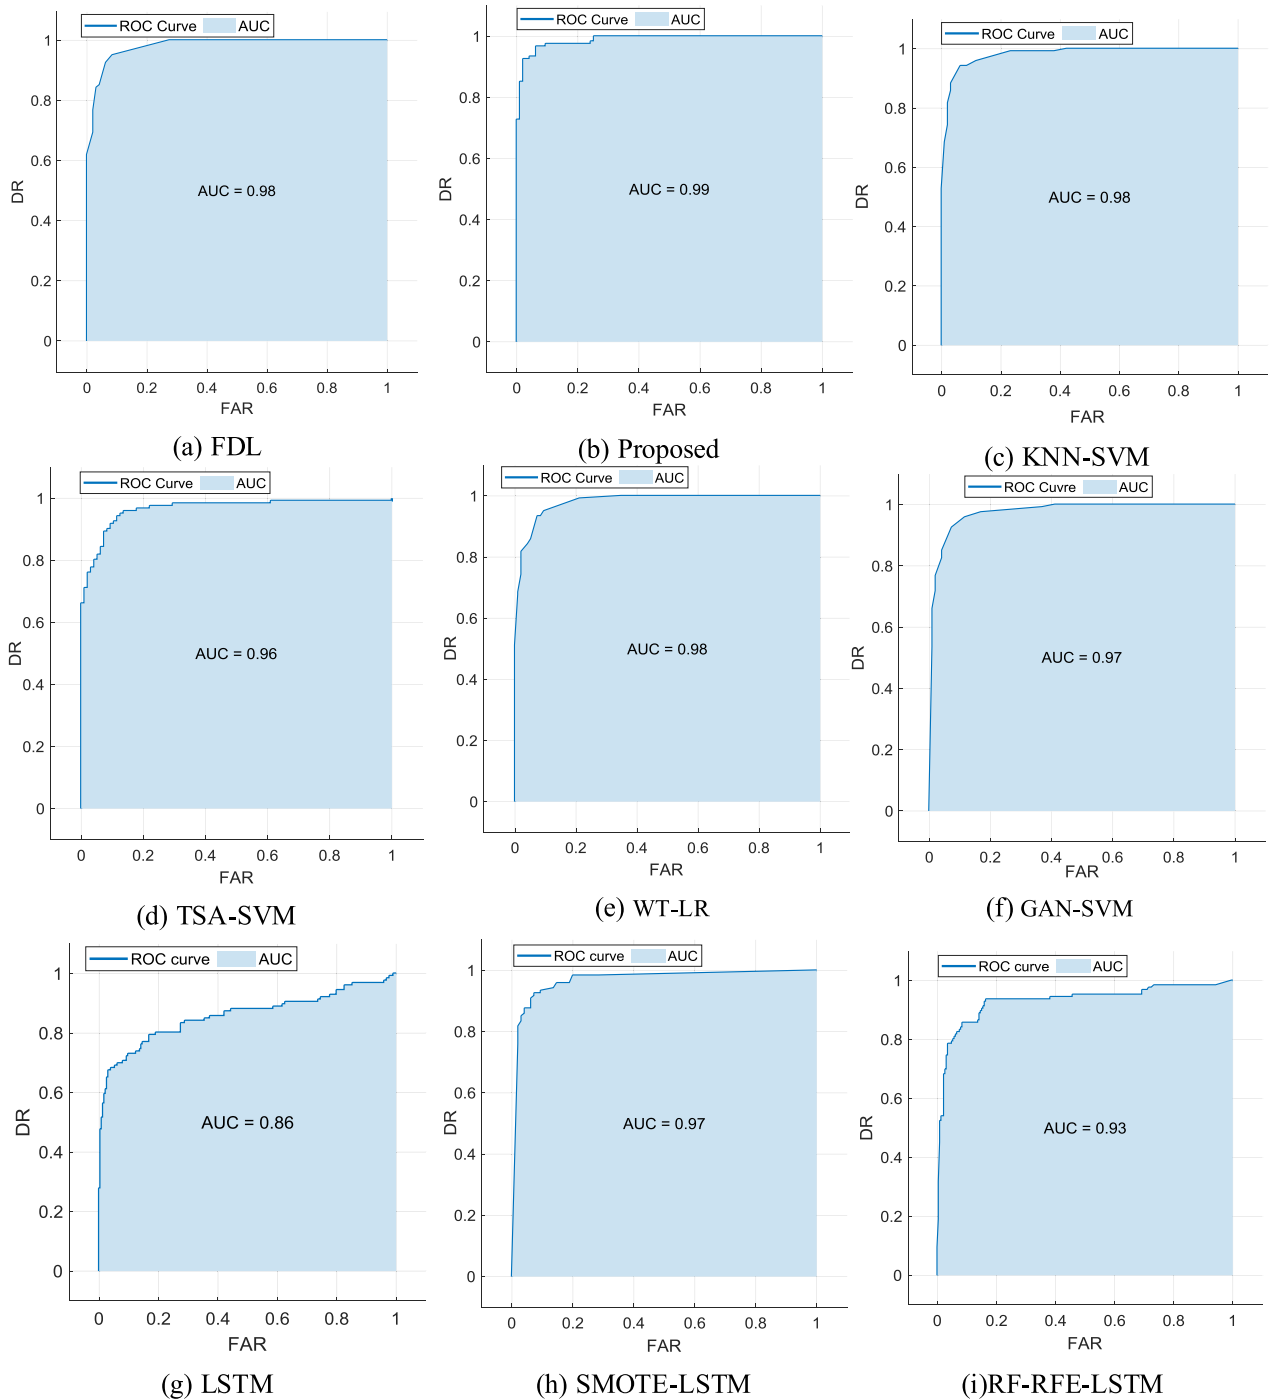 ROC Curve AUC
1
0.8
0.6
0.4
0.2
0
DR
AUC = 0.98
0 0.2 0.4 0.6 0.8 1
FAR
(a) FDL
ROC Curve AUC
1
0.8
0.6
0.4
0.2
0
DR
AUC = 0.99
0 0.2 0.4 0.6 0.8 1
FAR
(b) Proposed
ROC Curve AUC
1
0.8
0.6
0.4
0.2
0
DR
AUC = 0.98
0 0.2 0.4 0.6 0.8 1
FAR
(c) KNN-SVM
ROC Curve AUC
1
0.8
0.6
0.4
0.2
0
DR
AUC = 0.96
0 0.2 0.4 0.6 0.8 1
FAR
(d) TSA-SVM
ROC Curve AUC
1
0.8
0.6
0.4
0.2
0
DR
AUC = 0.98
0 0.2 0.4 0.6 0.8 1
FAR
(e) WT-LR
ROC Cuvre AUC
1
0.8
0.6
0.4
0.2
0
DR
AUC = 0.97
0 0.2 0.4 0.6 0.8 1
FAR
(f) GAN-SVM
ROC curve AUC
1
0.8
0.6
0.4
0.2
0
DR
AUC = 0.86
0 0.2 0.4 0.6 0.8 1
FAR
(g) LSTM
ROC curve AUC
1
0.8
0.6
0.4
0.2
0
DR
AUC = 0.97
0 0.2 0.4 0.6 0.8 1
FAR
(h) SMOTE-LSTM
ROC curve AUC
1
0.8
0.6
0.4
0.2
0
DR
AUC = 0.93
0 0.2 0.4 0.6 0.8 1
FAR
(i)RF-RFE-LSTM